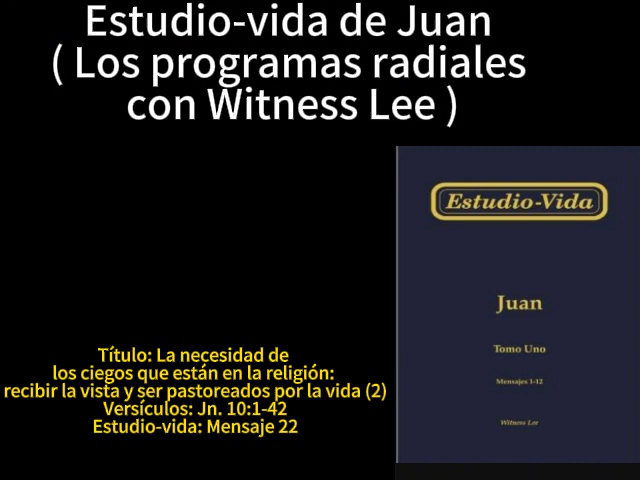 Estudio-vida de Juan
( Los programas radiales
con Witness Lee )
Estudio-Vida
Juan
Tomo Uno
Mensajes 1-12
Witness Lee
Título: La necesidad de
los ciegos que están en la religión:
recibir la vista y ser pastoreados por la vida (2)
Versículos: Jn. 10:1-42
Estudio-vida: Mensaje 22